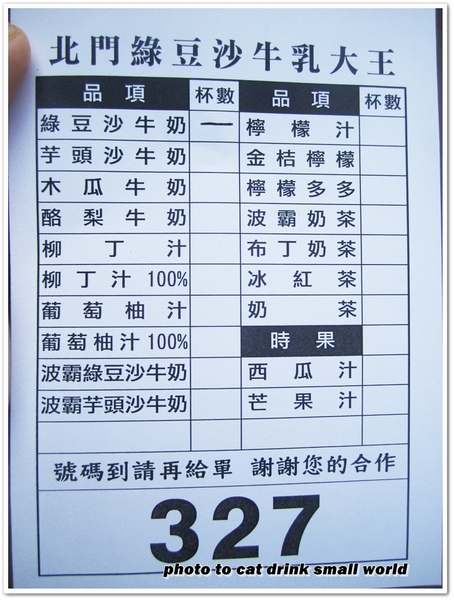 北門綠豆沙牛乳大王
品項 杯數 品項 杯數
綠豆沙牛奶 一 檸檬汁
芋頭沙牛奶 金桔檸檬
木瓜牛奶 檸檬多多
酪梨牛奶 波霸奶茶
柳丁汁 布丁奶茶
柳丁汁 100% 冰紅茶
葡萄柚汁 奶茶
葡萄柚汁100% 時果
波霸綠豆沙牛奶 西瓜汁
波霸芋頭沙牛奶 芒果汁
號碼到請再給單 謝謝您的合作
327
photo to cat drink small world